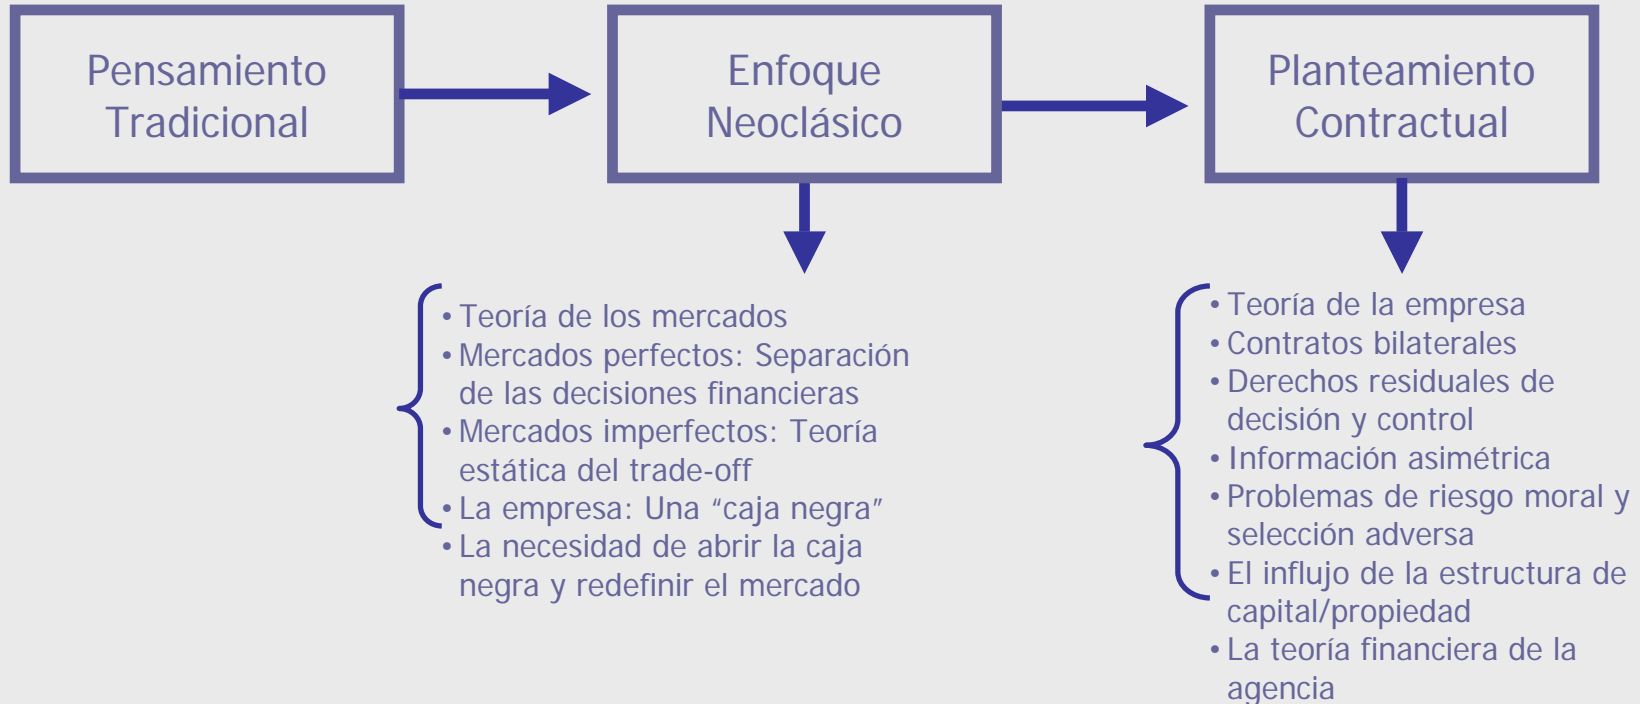 Pensamiento
Tradicional
Enfoque
Neoclásico
Planteamiento
Contractual
• Teoría de los mercados
• Mercados perfectos: Separación
de las decisiones financieras
• Mercados imperfectos: Teoría
estática del trade-off
• La empresa: Una “caja negra”
• La necesidad de abrir la caja
negra y redefinir el mercado
• Teoría de la empresa
• Contratos bilaterales
• Derechos residuales de
decisión y control
• Información asimétrica
• Problemas de riesgo moral y
selección adversa
• El influjo de la estructura de
capital/propiedad
• La teoría financiera de la
agencia